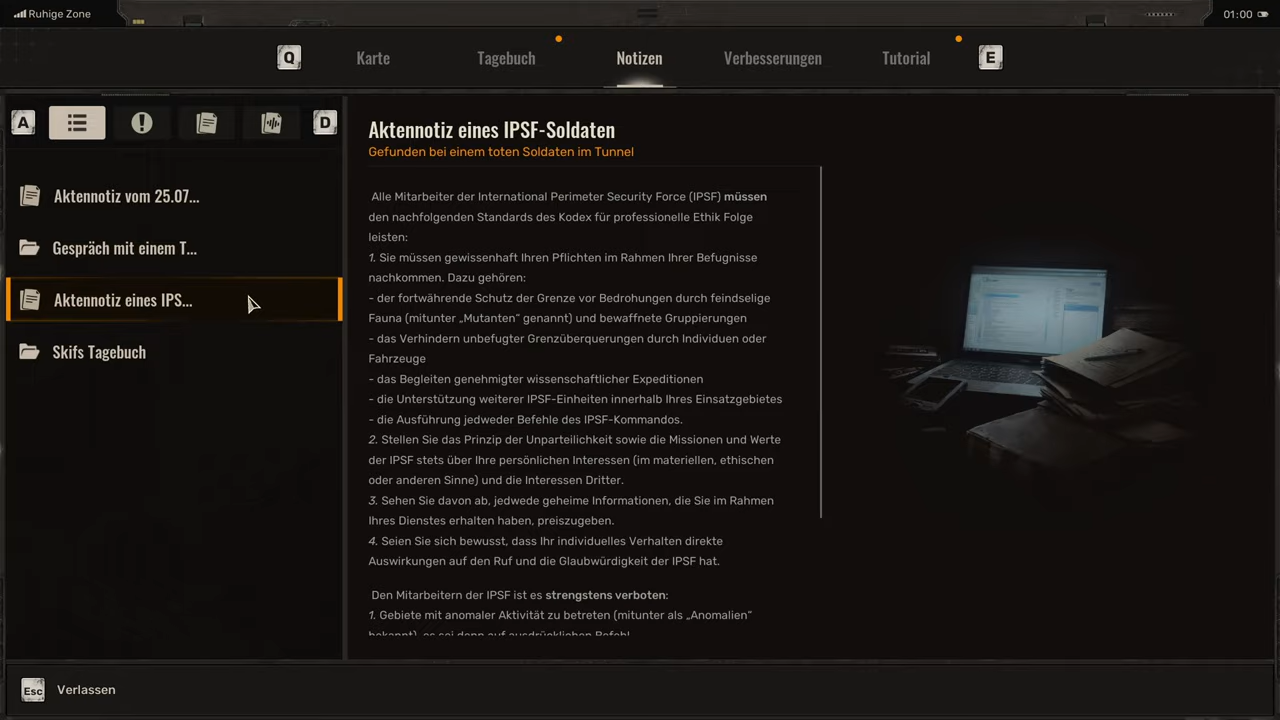 Ruhige Zone
01:00
Q
Karte
Tagebuch
Notizen
Verbesserungen
Tutorial
E
A
D
Aktennotiz vom 25.07...
Gespräch mit einem T...
Aktennotiz eines IPS...
Skifs Tagebuch
Aktennotiz eines IPSF-Soldaten
Gefunden bei einem toten Soldaten im Tunnel
Alle Mitarbeiter der International Perimeter Security Force (IPSF) müssen
den nachfolgenden Standards des Kodex für professionelle Ethik Folge
leisten:
1. Sie müssen gewissenhaft Ihren Pflichten im Rahmen Ihrer Befugnisse
nachkommen. Dazu gehören:
- der fortwährende Schutz der Grenze vor Bedrohungen durch feindselige
Fauna (mitunter „Mutanten“ genannt) und bewaffnete Gruppierungen
- das Verhindern unbefugter Grenzüberquerungen durch Individuen oder
Fahrzeuge
- das Begleiten genehmigter wissenschaftlicher Expeditionen
- die Unterstützung weiterer IPSF-Einheiten innerhalb Ihres Einsatzgebietes
- die Ausführung jedweder Befehle des IPSF-Kommandos.
2. Stellen Sie das Prinzip der Unparteilichkeit sowie die Missionen und Werte
der IPSF stets über Ihre persönlichen Interessen (im materiellen, ethischen
oder anderen Sinne) und die Interessen Dritter.
3. Sehen Sie davon ab, jedwede geheime Informationen, die Sie im Rahmen
Ihres Dienstes erhalten haben, preiszugeben.
4. Seien Sie sich bewusst, dass Ihr individuelles Verhalten direkte
Auswirkungen auf den Ruf und die Glaubwürdigkeit der IPSF hat.
Den Mitarbeitern der IPSF ist es strengstens verboten:
1. Gebiete mit anomaler Aktivität zu betreten (mitunter als „Anomalien“
bekannt), es sei denn auf ausdrücklichen Befehl
Esc
Verlassen